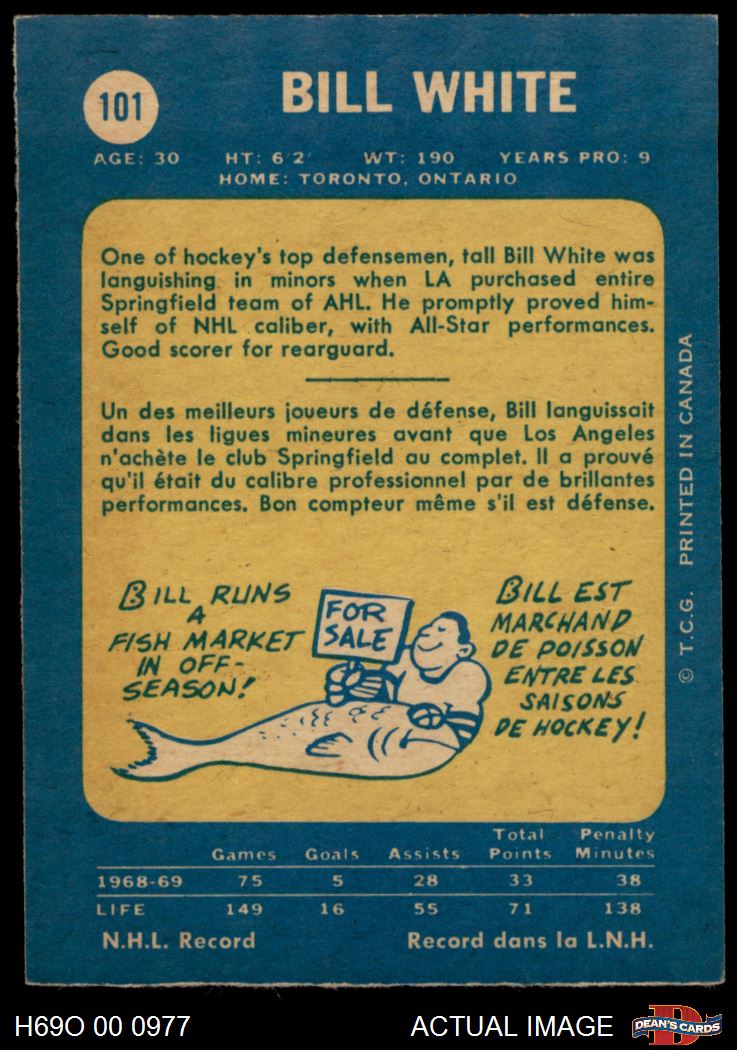 101
BILL WHITE
AGE: 30 HT: 6'2' WT: 190 YEARS PRO: 9
HOME: TORONTO, ONTARIO
One of hockey's top defensemen, tall Bill White was
languishing in minors when LA purchased entire
Springfield team of AHL. He promptly proved him-
self of NHL caliber, with All-Star performances.
Good scorer for rearguard.
Un des meilleurs joueurs de défense, Bill languissait
dans les ligues mineures avant que Los Angeles
n'achète le club Springfield au complet. Il a prouvé
qu'il était du calibre professionnel par de brillantes
performances. Bon compteur même s'il est défense.
BILL RUNS
A
FISH MARKET
IN OFF-
SEASON!
FOR
SALE
BILL EST
MARCHAND
DE POISSON
ENTRE LES
SAISONS
DE HOCKEY!
© T.C.G. PRINTED IN CANADA
Games Goals Assists Total Points Penalty Minutes
1968-69 75 5 28 33 38
LIFE 149 16 55 71 138
N.H.L. Record Record dans la L.N.H.
H69O 00 0977 ACTUAL IMAGE
DEAN'S CARDS